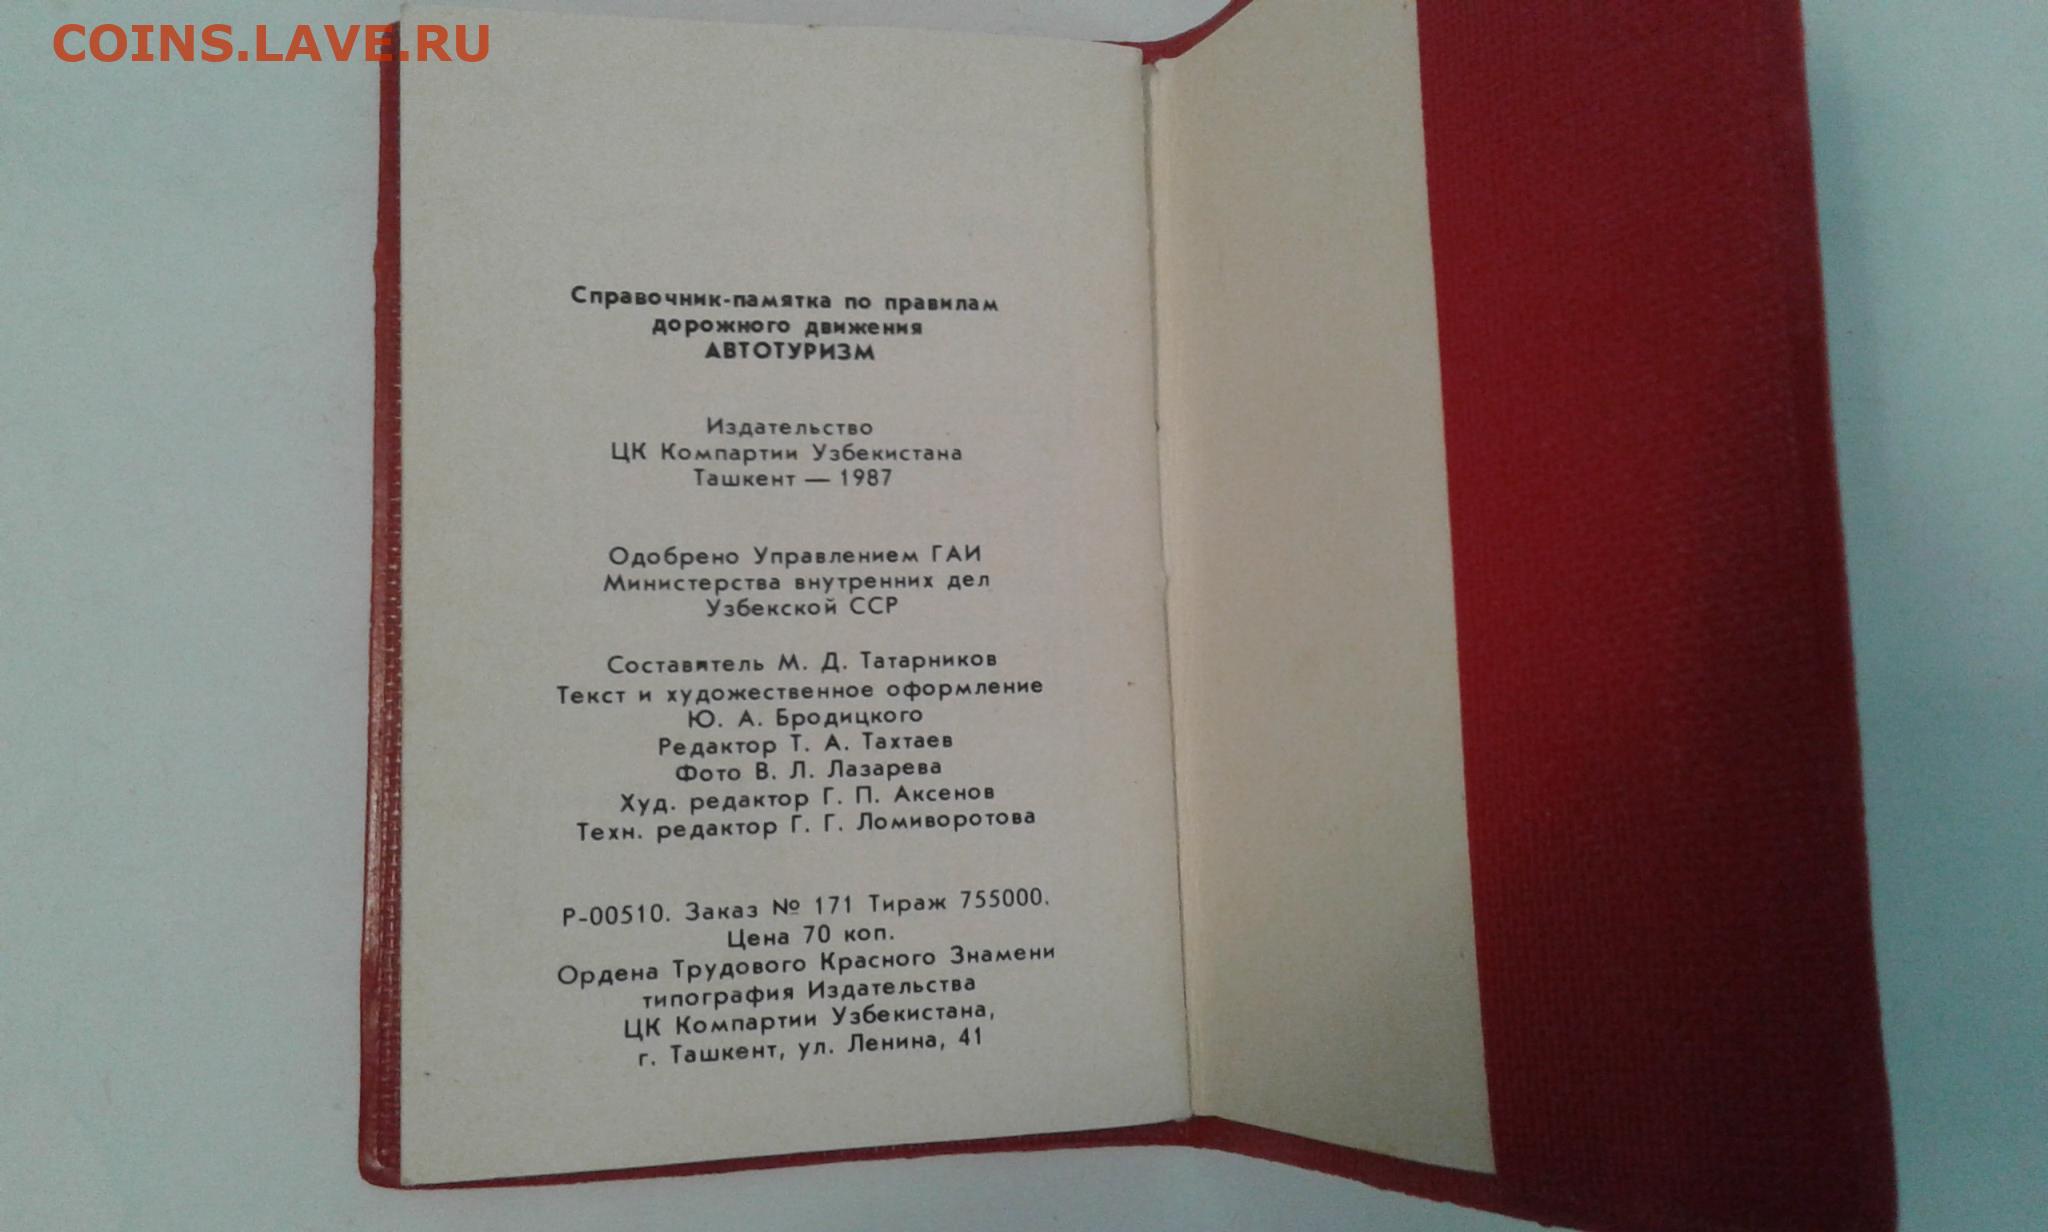 COINS.LAVE.RU
Справочник-памятка по правилам
дорожного движения
АВТОТУРИЗМ
Издательство
ЦК Компартии Узбекистана
Ташкент — 1987
Одобрено Управлением ГАИ
Министерства внутренних дел
Узбекской ССР
Составитель М. Д. Татарников
Текст и художественное оформление
Ю. А. Бродицкого
Редактор Т. А. Тахтаев
Фото В. Л. Лазарева
Худ. редактор Г. П. Аксенов
Техн. редактор Г. Г. Ломиворотова
Р-00510. Заказ № 171 Тираж 755000.
Цена 70 коп.
Ордена Трудового Красного Знамени
типография Издательства
ЦК Компартии Узбекистана,
г. Ташкент, ул. Ленина, 41